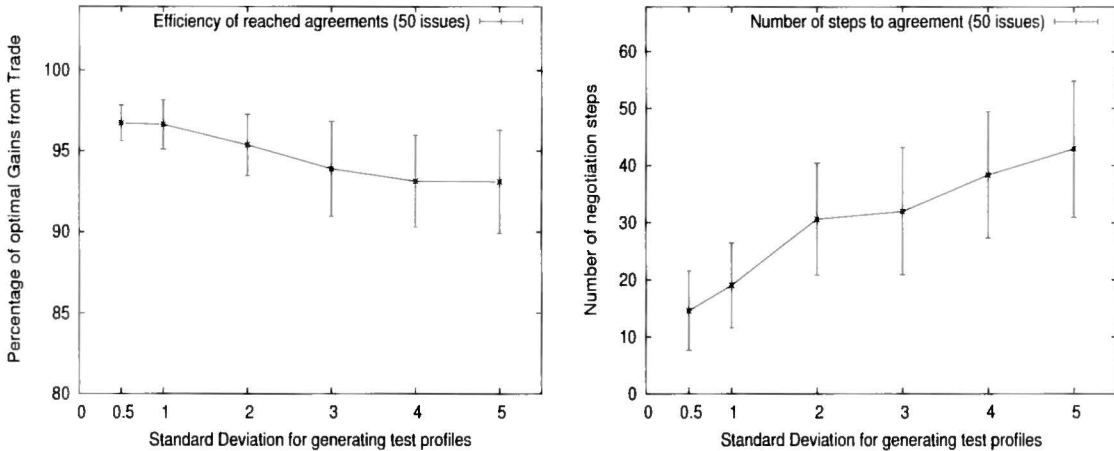 Efficiency of reached agreements (50 issues)
100
95
90
85
80
0 0.5 1 2 3 4 5
Percentage of optimal Gains from Trade
Standard Deviation for generating test profiles
Number of steps to agreement (50 issues)
60
50
40
30
20
10
0
0 0.5 1 2 3 4 5
Number of negotiation steps
Standard Deviation for generating test profiles